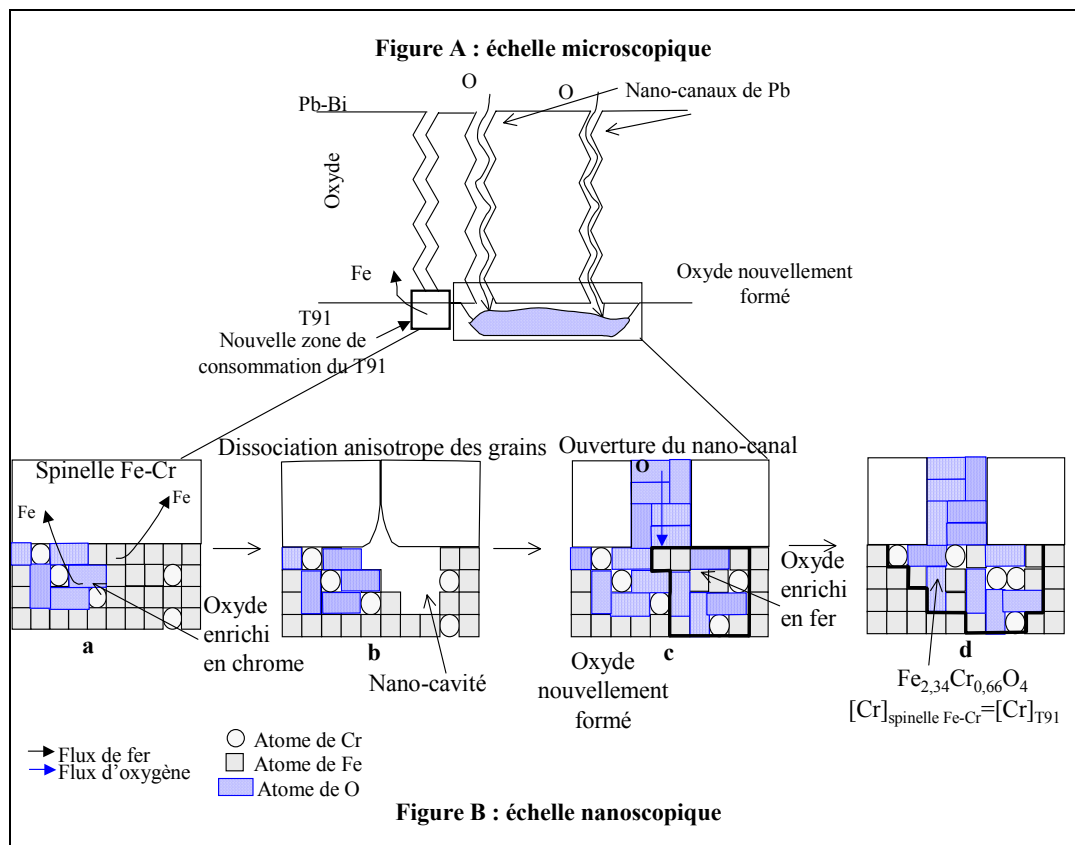 Figure A : échelle microscopique
O
O
Nano-canaux de Pb
Pb-Bi
Oxyde
Fe
Oxyde nouvellement
formé
T91
Nouvelle zone de
consommation du T91
Dissociation anisotrope des grains
Ouverture du nano-canal
Spinelle Fe-Cr
Fe
Fe
O
Oxyde
enrichi
en chrome
Oxyde
enrichi
en fer
a
b
c
d
Nano-cavité
Oxyde
nouvellement
formé
Fe2,34Cr0,66O4
[Cr]spinelle Fe-Cr=[Cr]T91
Flux de fer
Flux d'oxygène
Atome de Cr
Atome de Fe
Atome de O
Figure B : échelle nanoscopique